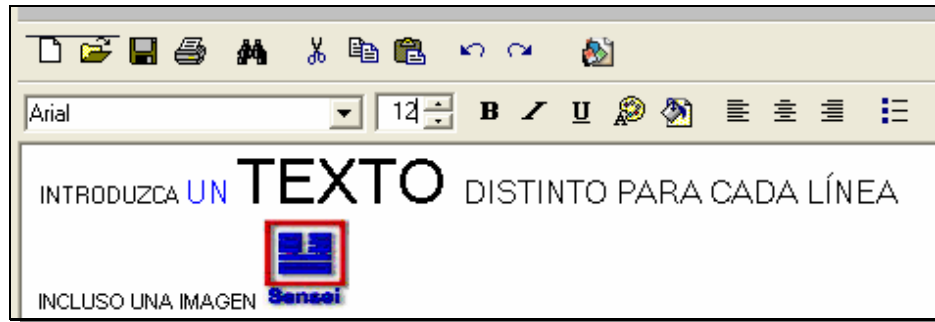 Arial 12 B U
INTRODUZCA UN TEXTO DISTINTO PARA CADA LÍNEA
INCLUSO UNA IMAGEN Sensei